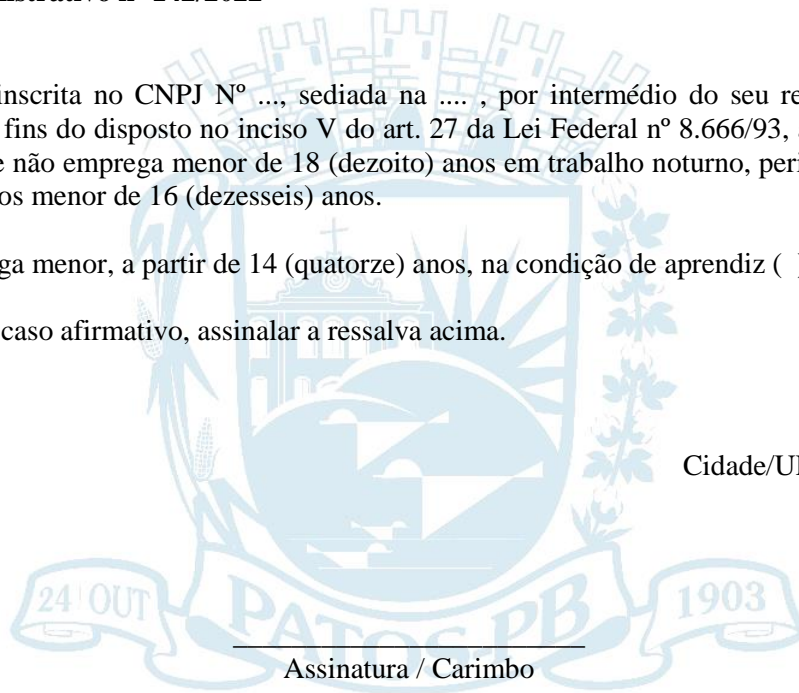 inscrita no CNPJ Nº ..., sediada na .... , por intermédio do seu re
fins do disposto no inciso V do art. 27 da Lei Federal nº 8.666/93,
e não emprega menor de 18 (dezoito) anos em trabalho noturno, peri
os menor de 16 (dezesseis) anos.
ga menor, a partir de 14 (quatorze) anos, na condição de aprendiz ( )
caso afirmativo, assinalar a ressalva acima.
Cidade/U
24 OUT
PATOS-PB
1903
Assinatura / Carimbo